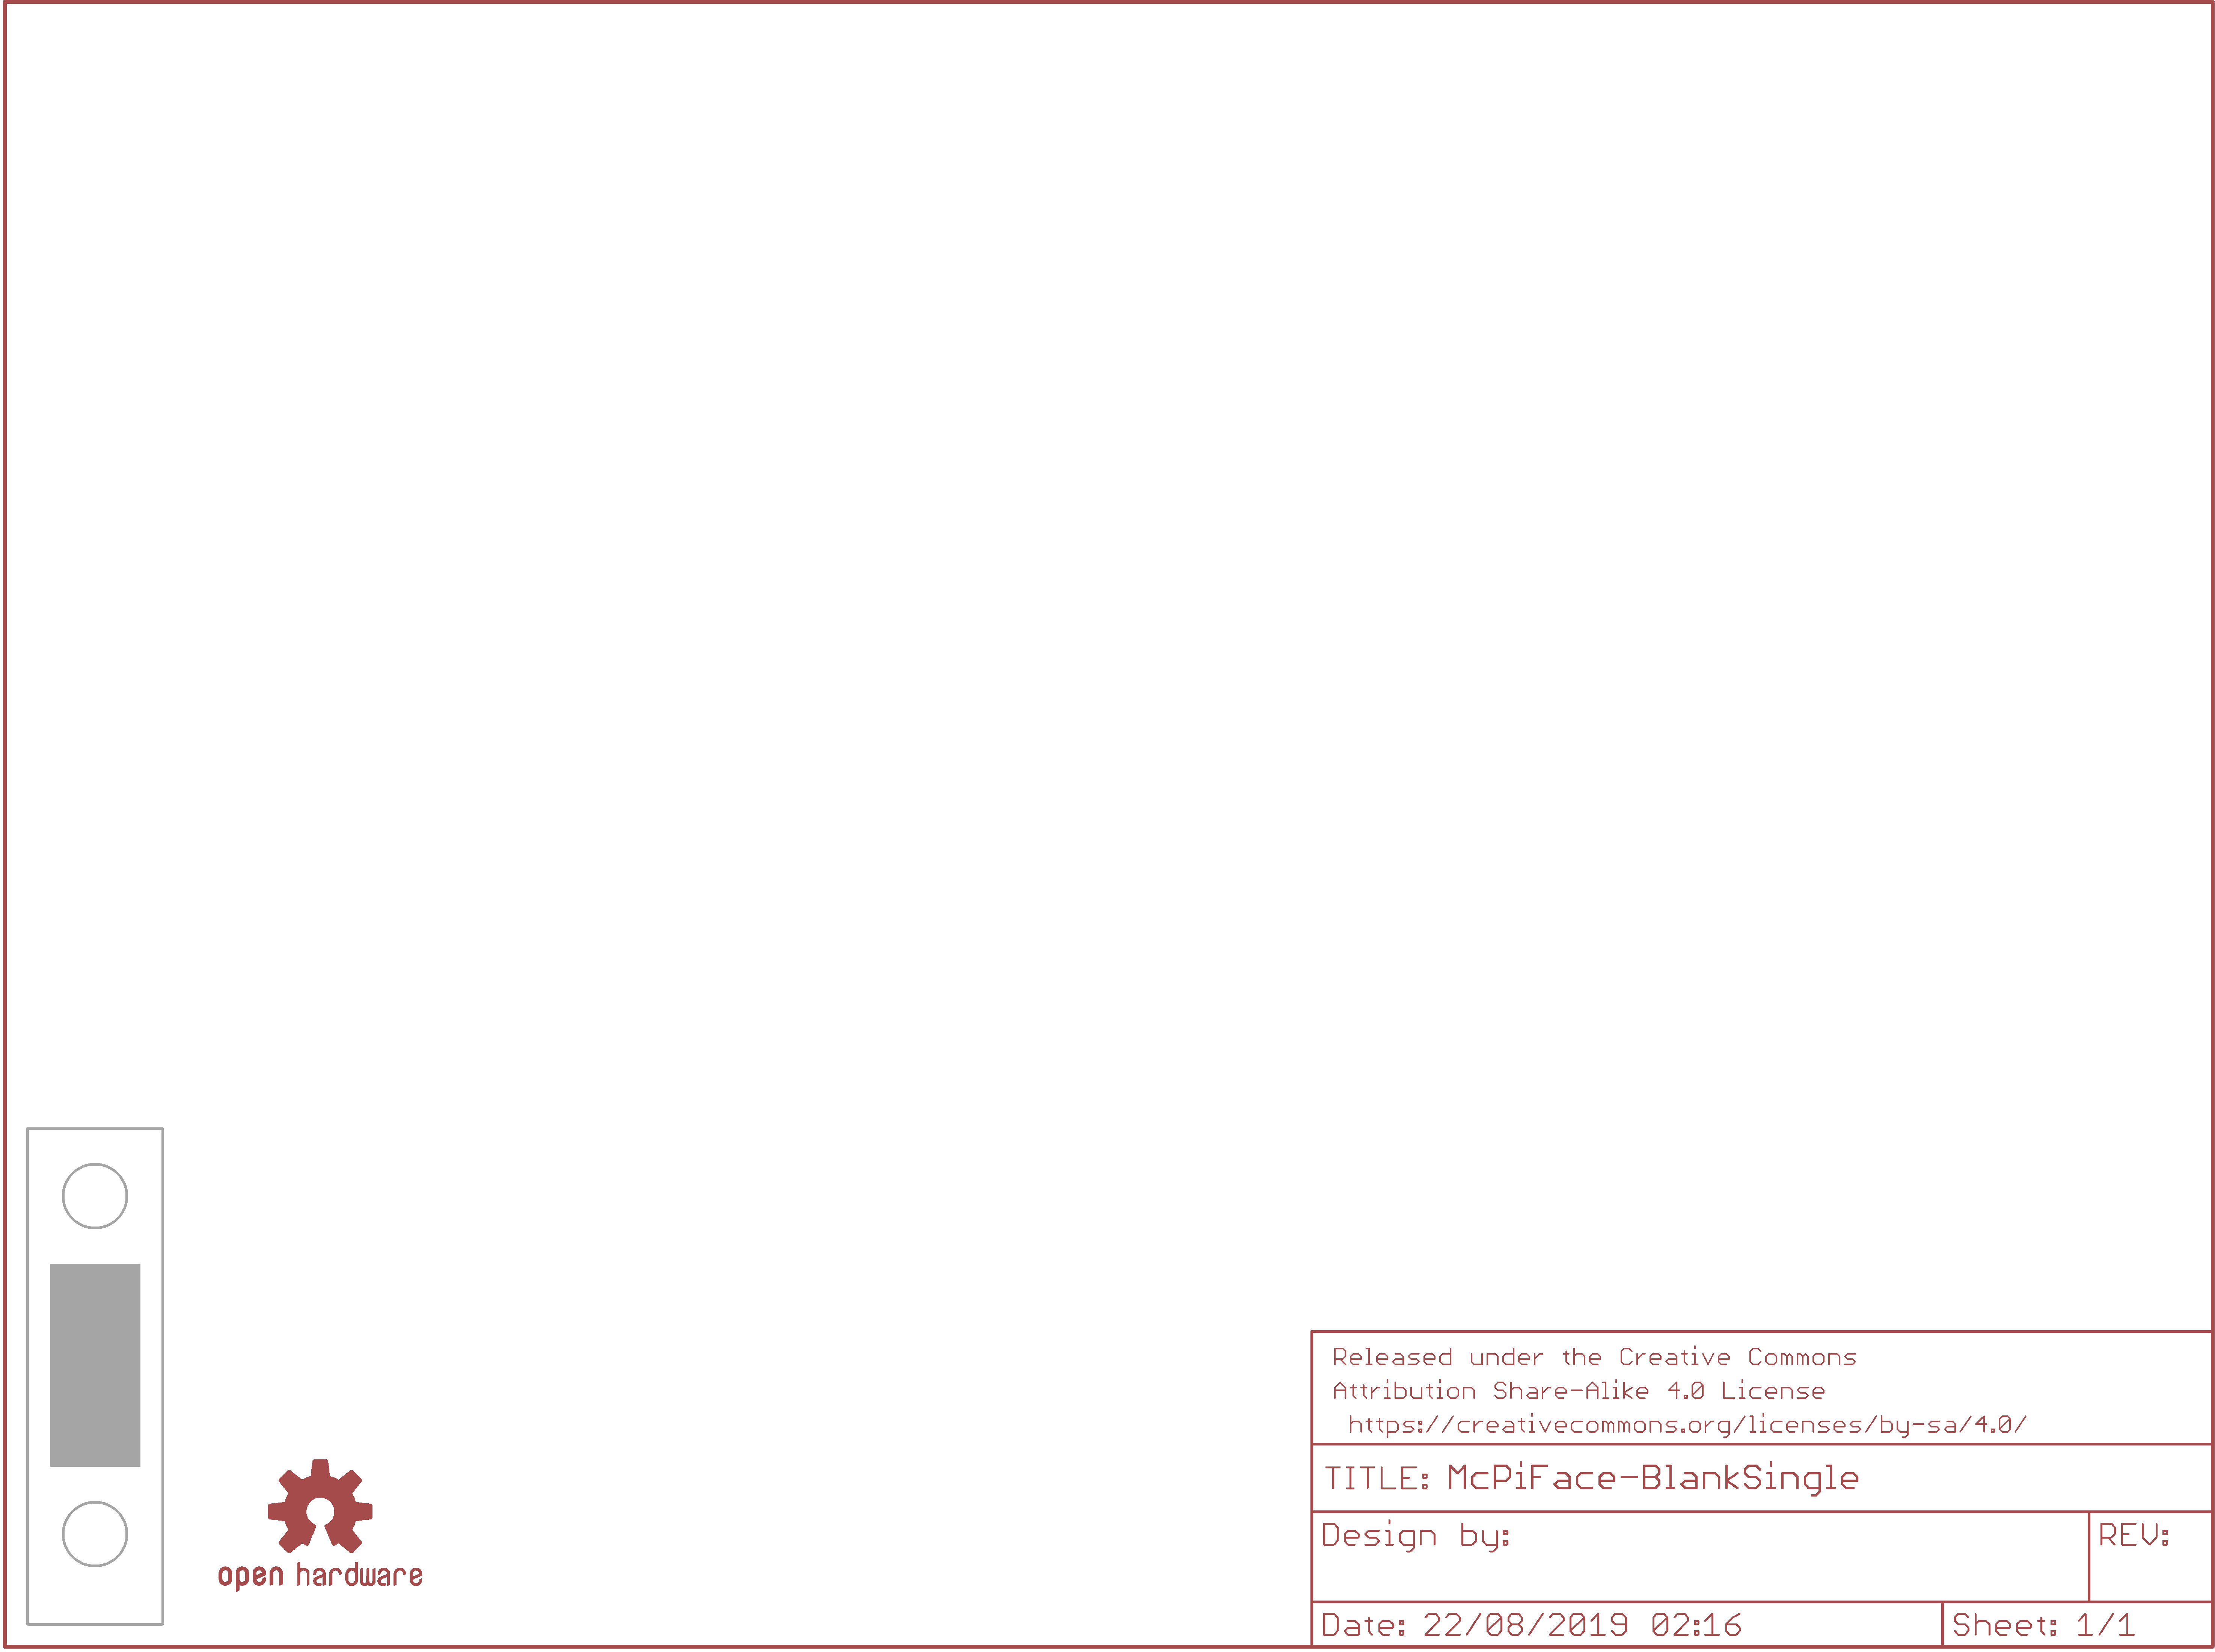 Released under the Creative Commons
Attribution Share-Alike 4.0 License
https://creativecommons.org/licenses/by-sa/4.0/
TITLE: McPiFace-BlankSingle
Design by:
REV:
open hardware
Date: 22/08/2019 02:16
Sheet: 1/1